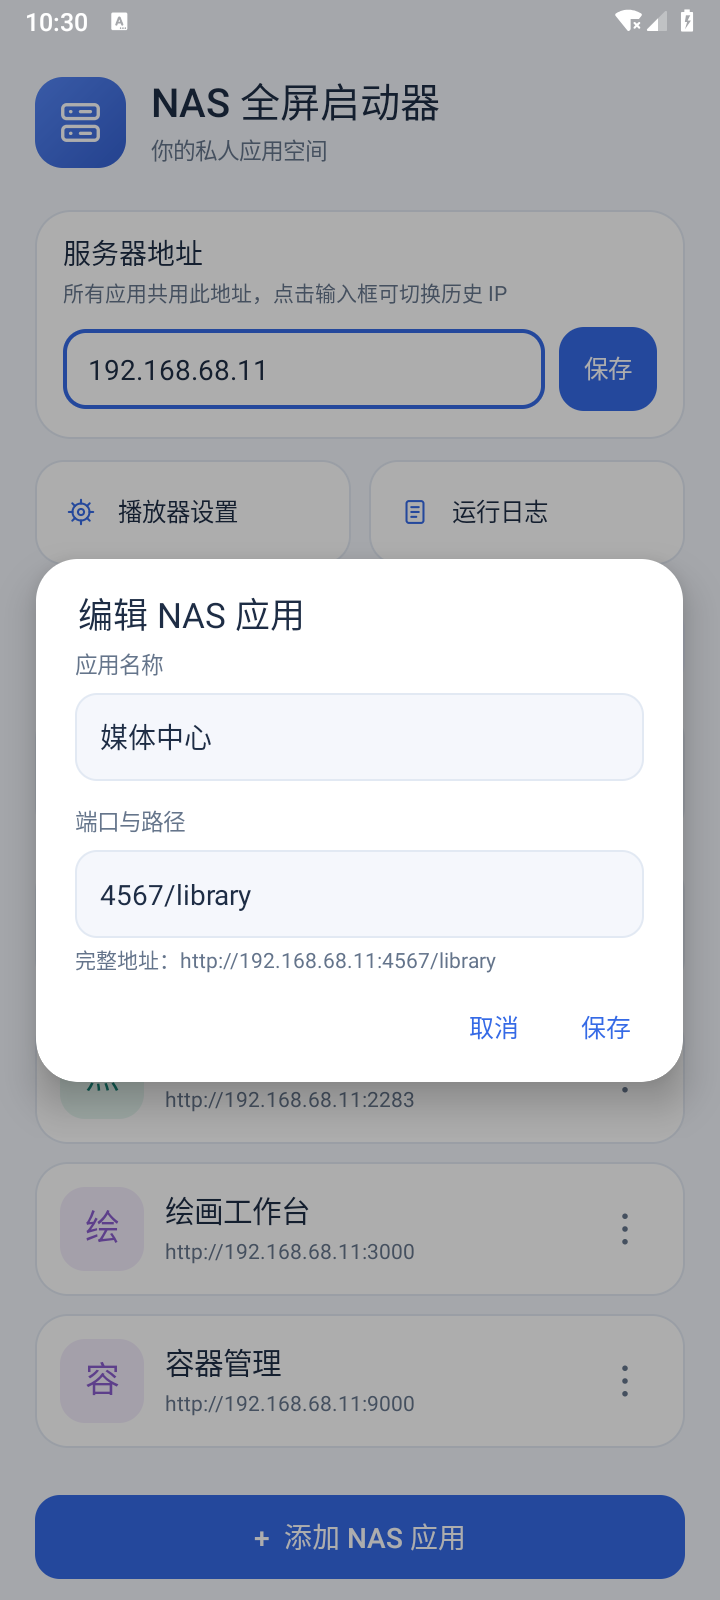 10:30
A
NAS 全屏启动器
你的私人应用空间
服务器地址
所有应用共用此地址，点击输入框可切换历史 IP
192.168.68.11
保存
播放器设置
运行日志
编辑 NAS 应用
应用名称
媒体中心
端口与路径
4567/library
完整地址：http://192.168.68.11:4567/library
取消
保存
http://192.168.68.11:2283
绘
绘画工作台
http://192.168.68.11:3000
容
容器管理
http://192.168.68.11:9000
+ 添加 NAS 应用